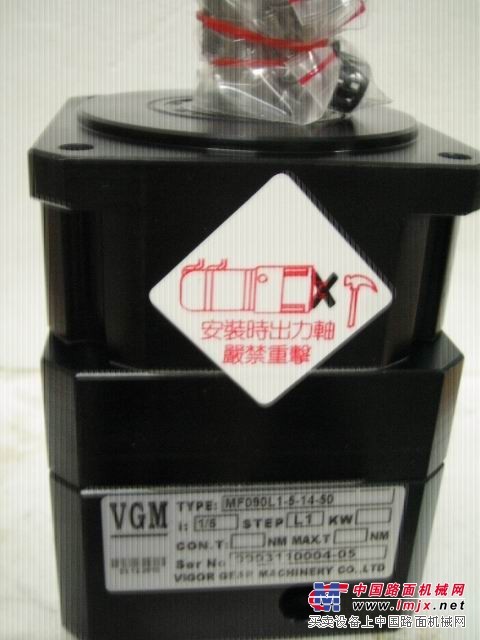 安裝時出力軸
嚴禁重擊
VGM
TYPE: MF090L1-5-14-50
i: 1/5 STEP L1 KW
CON.T: NM MAX.T NM
Ser No 2203110004-05
VIGOR GEAR MACHINERY CO.,LTD
中国路面机械网
www.lmjx.net
买卖设备上中国路面机械网